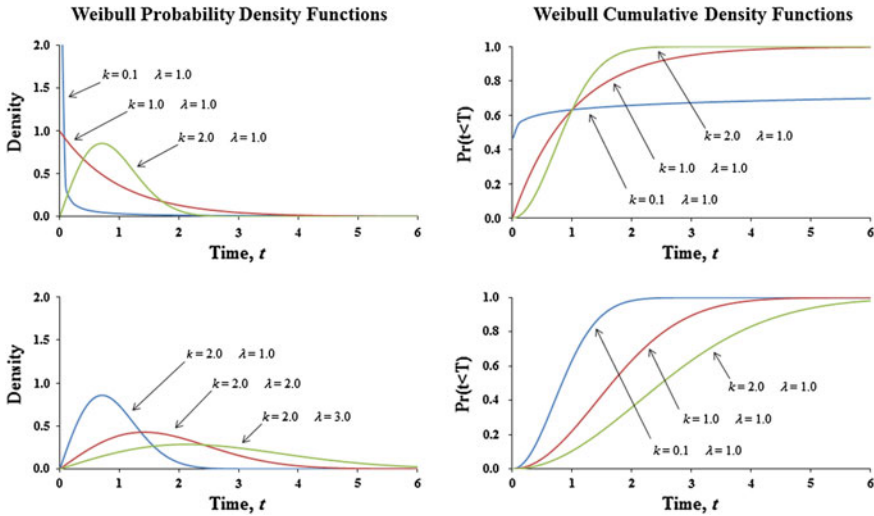 Weibull Probability Density Functions
2.0
1.5
1.0
0.5
0.0
Density
k = 0.1 λ = 1.0
k = 1.0 λ = 1.0
k = 2.0 λ = 1.0
0 1 2 3 4 5 6
Time, t
Weibull Cumulative Density Functions
1.0
0.8
0.6
0.4
0.2
0.0
Pr(t<T)
k = 2.0 λ = 1.0
k = 1.0 λ = 1.0
k = 0.1 λ = 1.0
0 1 2 3 4 5 6
Time, t
2.0
1.5
1.0
0.5
0.0
Density
k = 2.0 λ = 1.0
k = 2.0 λ = 2.0
k = 2.0 λ = 3.0
0 1 2 3 4 5 6
Time, t
1.0
0.8
0.6
0.4
0.2
0.0
Pr(t<T)
k = 2.0 λ = 1.0
k = 1.0 λ = 1.0
k = 0.1 λ = 1.0
0 1 2 3 4 5 6
Time, t